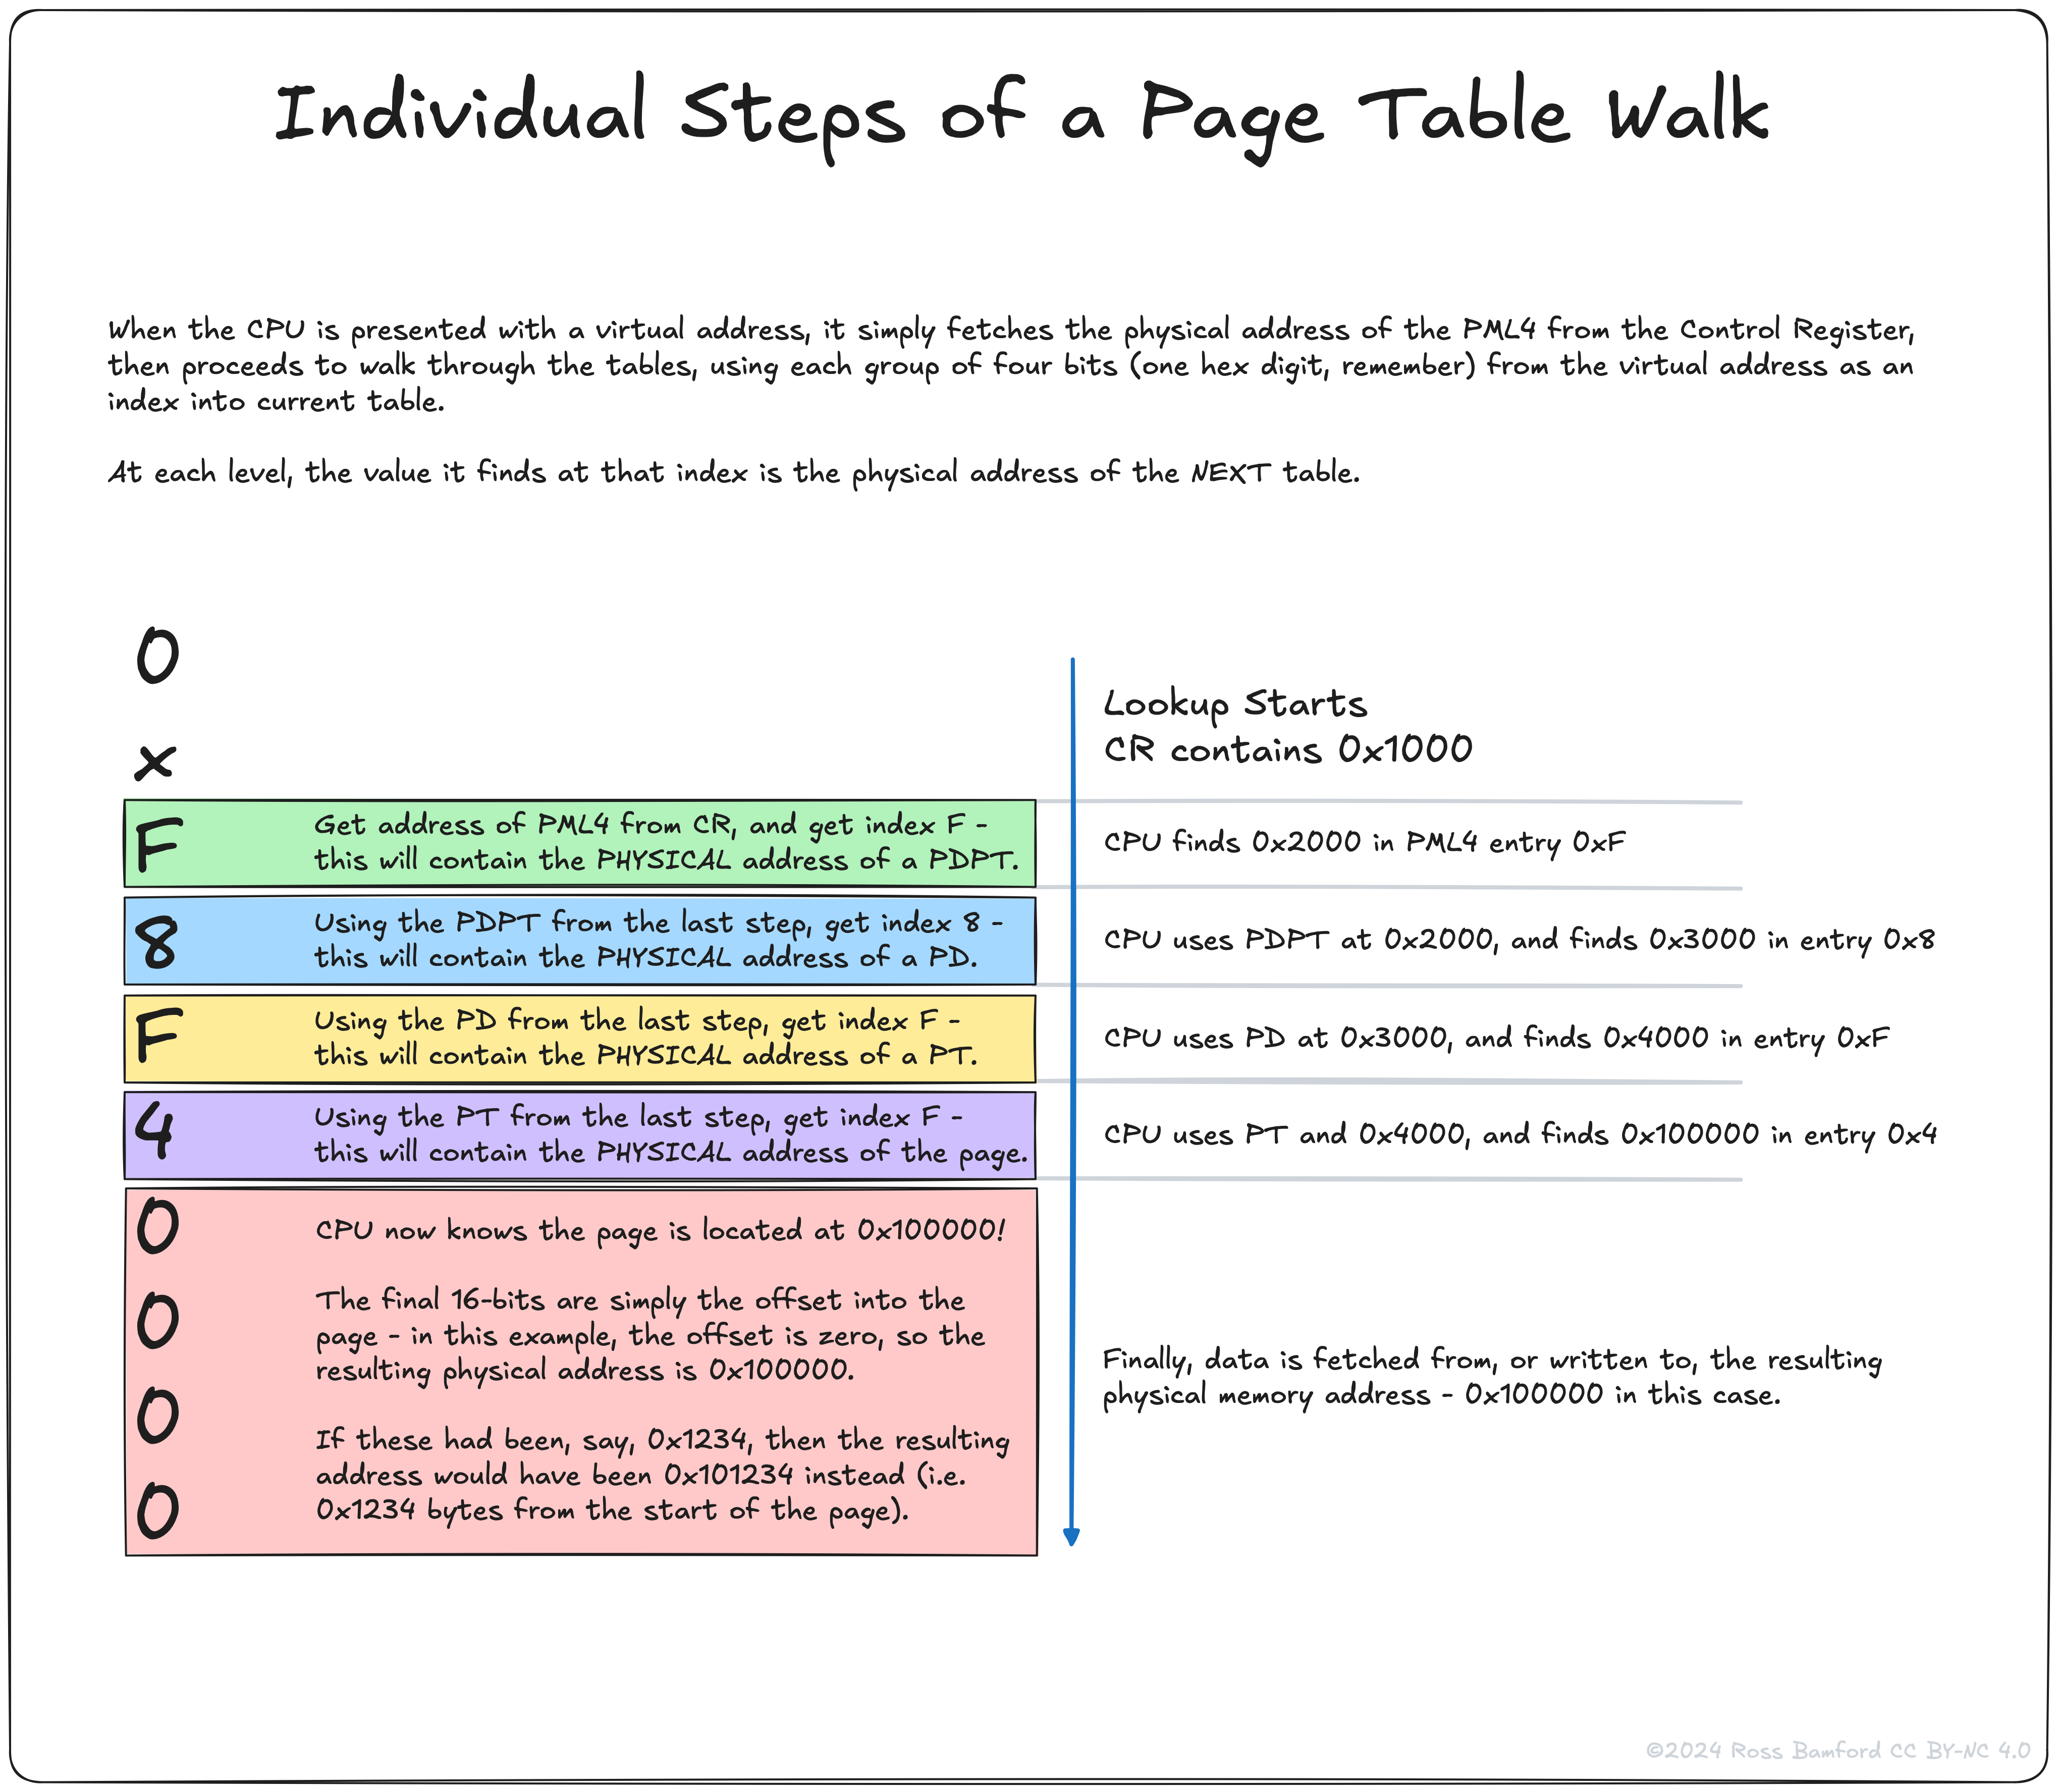 Individual Steps of a Page Table Walk
When the CPU is presented with a virtual address, it simply fetches the physical address of the PML4 from the Control Register,
then proceeds to walk through the tables, using each group of four bits (one hex digit, remember) from the virtual address as an
index into current table.
At each level, the value it finds at that index is the physical address of the NEXT table.
0
x
Lookup Starts
CR contains 0x1000
F
Get address of PML4 from CR, and get index F -
this will contain the PHYSICAL address of a PDPT.
CPU finds 0x2000 in PML4 entry 0xF
8
Using the PDPT from the last step, get index 8 -
this will contain the PHYSICAL address of a PD.
CPU uses PDPT at 0x2000, and finds 0x3000 in entry 0x8
F
Using the PD from the last step, get index F -
this will contain the PHYSICAL address of a PT.
CPU uses PD at 0x3000, and finds 0x4000 in entry 0xF
4
Using the PT from the last step, get index F -
this will contain the PHYSICAL address of the page.
CPU uses PT and 0x4000, and finds 0x100000 in entry 0x4
0
0
0
0
CPU now knows the page is located at 0x100000!
The final 16-bits are simply the offset into the
page - in this example, the offset is zero, so the
resulting physical address is 0x100000.
If these had been, say, 0x1234, then the resulting
address would have been 0x101234 instead (i.e.
0x1234 bytes from the start of the page).
Finally, data is fetched from, or written to, the resulting
physical memory address - 0x100000 in this case.
©2024 Ross Bamford CC BY-NC 4.0